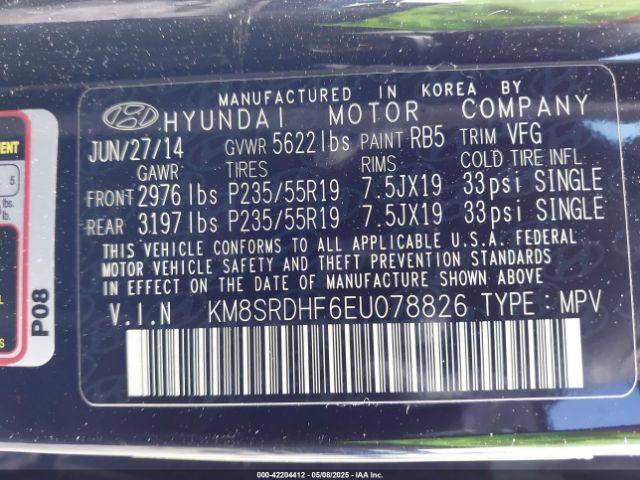 MANUFACTURED IN KOREA BY
HYUNDAI MOTOR COMPANY
JUN/27/14 GVWR 5622lbs PAINT RB5 TRIM VFG
GAWR TIRES RIMS COLD TIRE INFL
FRONT 2976lbs P235/55R19 7.5JX19 33psi SINGLE
REAR 3197lbs P235/55R19 7.5JX19 33psi SINGLE
THIS VEHICLE CONFORMS TO ALL APPLICABLE U.S.A. FEDERAL
MOTOR VEHICLE SAFETY AND THEFT PREVENTION STANDARDS
IN EFFECT ON THE DATE OF MANUFACTURE SHOWN ABOVE.
V.I.N KM8SRDHF6EU078826 TYPE : MPV
5
lbs.
lb.
P08
000-42204412 - 05/08/2025 - IAA, Inc.